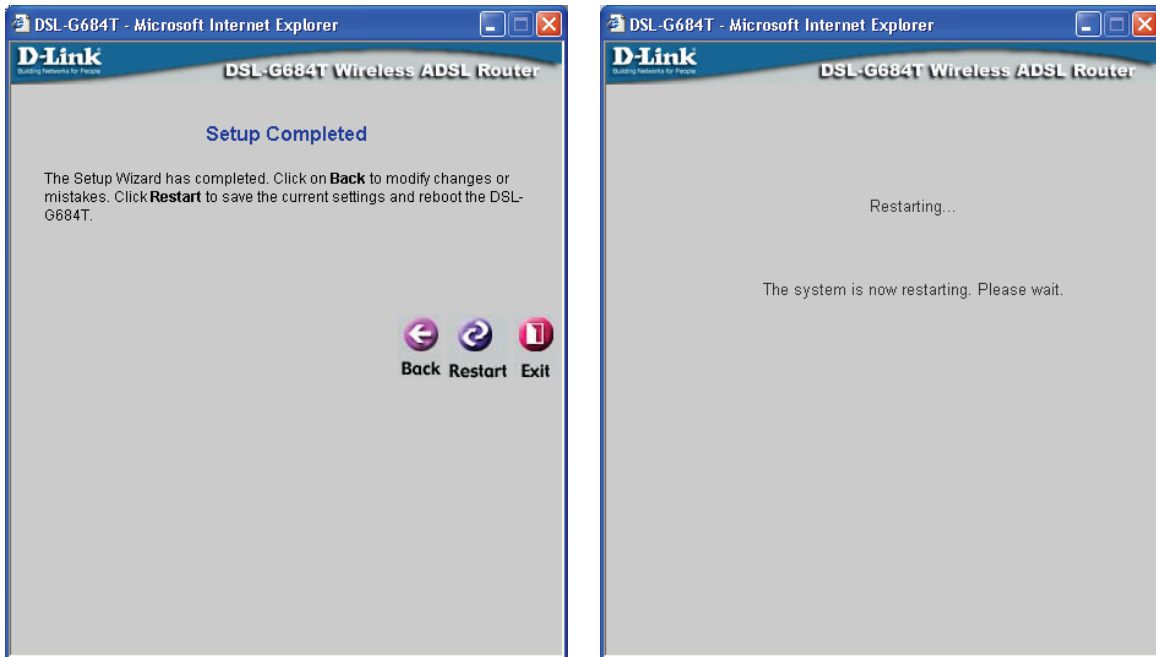 DSL-G684T - Microsoft Internet Explorer
D-Link
Building Networks for People
DSL-G684T Wireless ADSL Router
Setup Completed
The Setup Wizard has completed. Click on Back to modify changes or
mistakes. Click Restart to save the current settings and reboot the DSL-
G684T.
Back Restart Exit
DSL-G684T - Microsoft Internet Explorer
D-Link
Building Networks for People
DSL-G684T Wireless ADSL Router
Restarting...
The system is now restarting. Please wait.